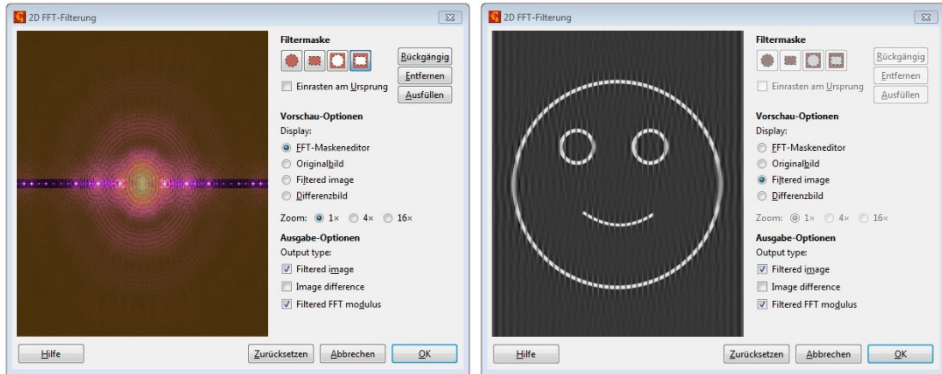 2D FFT-Filterung
Filtermaske
Rückgängig
Entfernen
Einrasten am Ursprung
Ausfüllen
Vorschau-Optionen
Display:
FFT-Maskeneditor
Originalbild
Filtered image
Differenzbild
Zoom: 1× 4× 16×
Ausgabe-Optionen
Output type:
Filtered image
Image difference
Filtered FFT modulus
Hilfe Zurücksetzen Abbrechen OK
2D FFT-Filterung
Filtermaske
Rückgängig
Entfernen
Einrasten am Ursprung
Ausfüllen
Vorschau-Optionen
Display:
FFT-Maskeneditor
Originalbild
Filtered image
Differenzbild
Zoom: 1× 4× 16×
Ausgabe-Optionen
Output type:
Filtered image
Image difference
Filtered FFT modulus
Hilfe Zurücksetzen Abbrechen OK